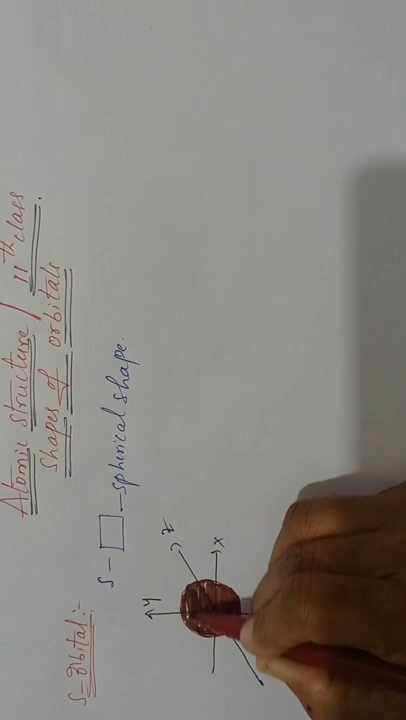 Atomic structure / 11th class
shapes of orbitals
S-orbital:-
S - □ - spherical shape.
y
z
x